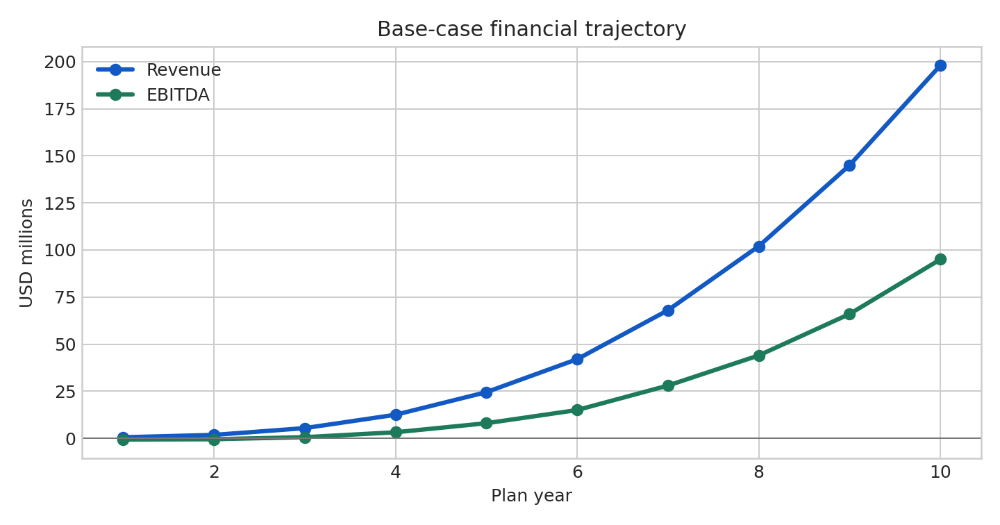 Base-case financial trajectory
Revenue
EBITDA
200
175
150
125
100
75
50
25
0
USD millions
2 4 6 8 10
Plan year